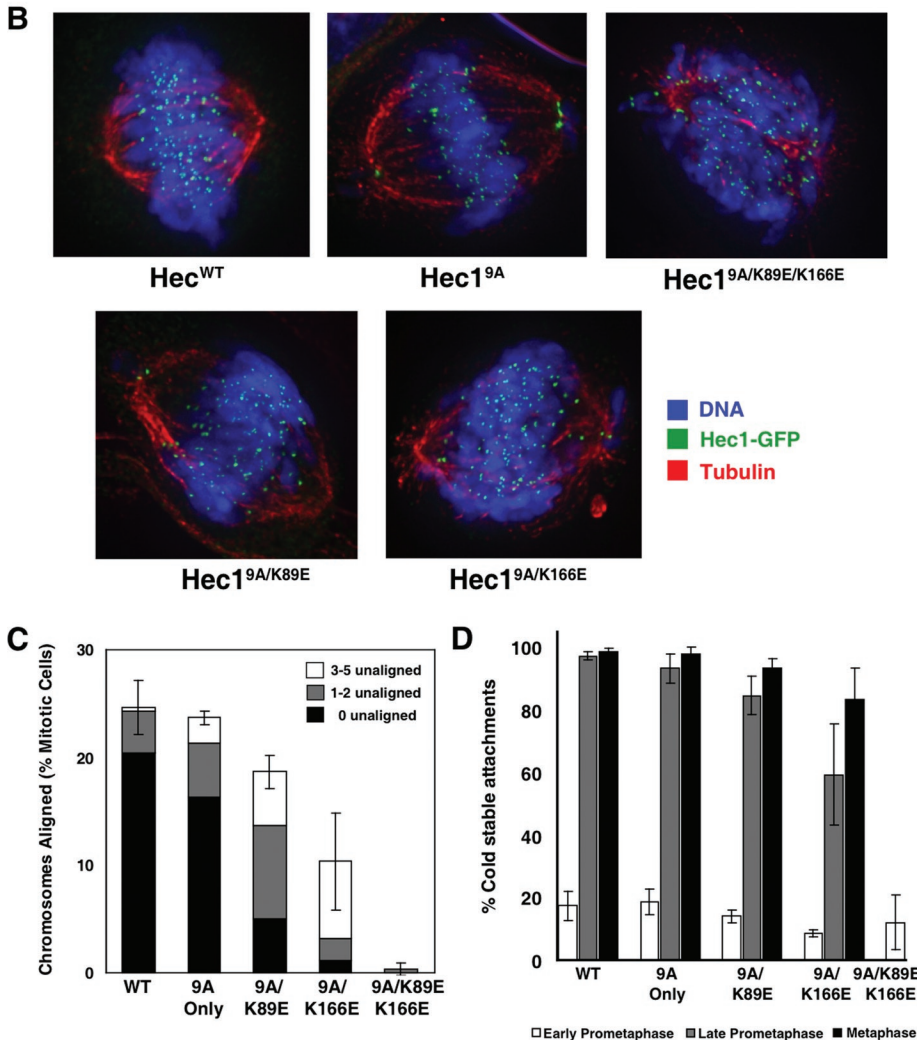 B
Hec^WT
Hec1^9A
Hec1^9A/K89E/K166E
Hec1^9A/K89E
Hec1^9A/K166E
DNA
Hec1-GFP
Tubulin
C
Chromosomes Aligned (% Mitotic Cells)
30
20
10
0
3-5 unaligned
1-2 unaligned
0 unaligned
WT
9A
Only
9A/
K89E
9A/
K166E
9A/K89E
K166E
D
% Cold stable attachments
100
80
60
40
20
0
WT
9A
Only
9A/
K89E
9A/
K166E
9A/K89E
K166E
Early Prometaphase
Late Prometaphase
Metaphase